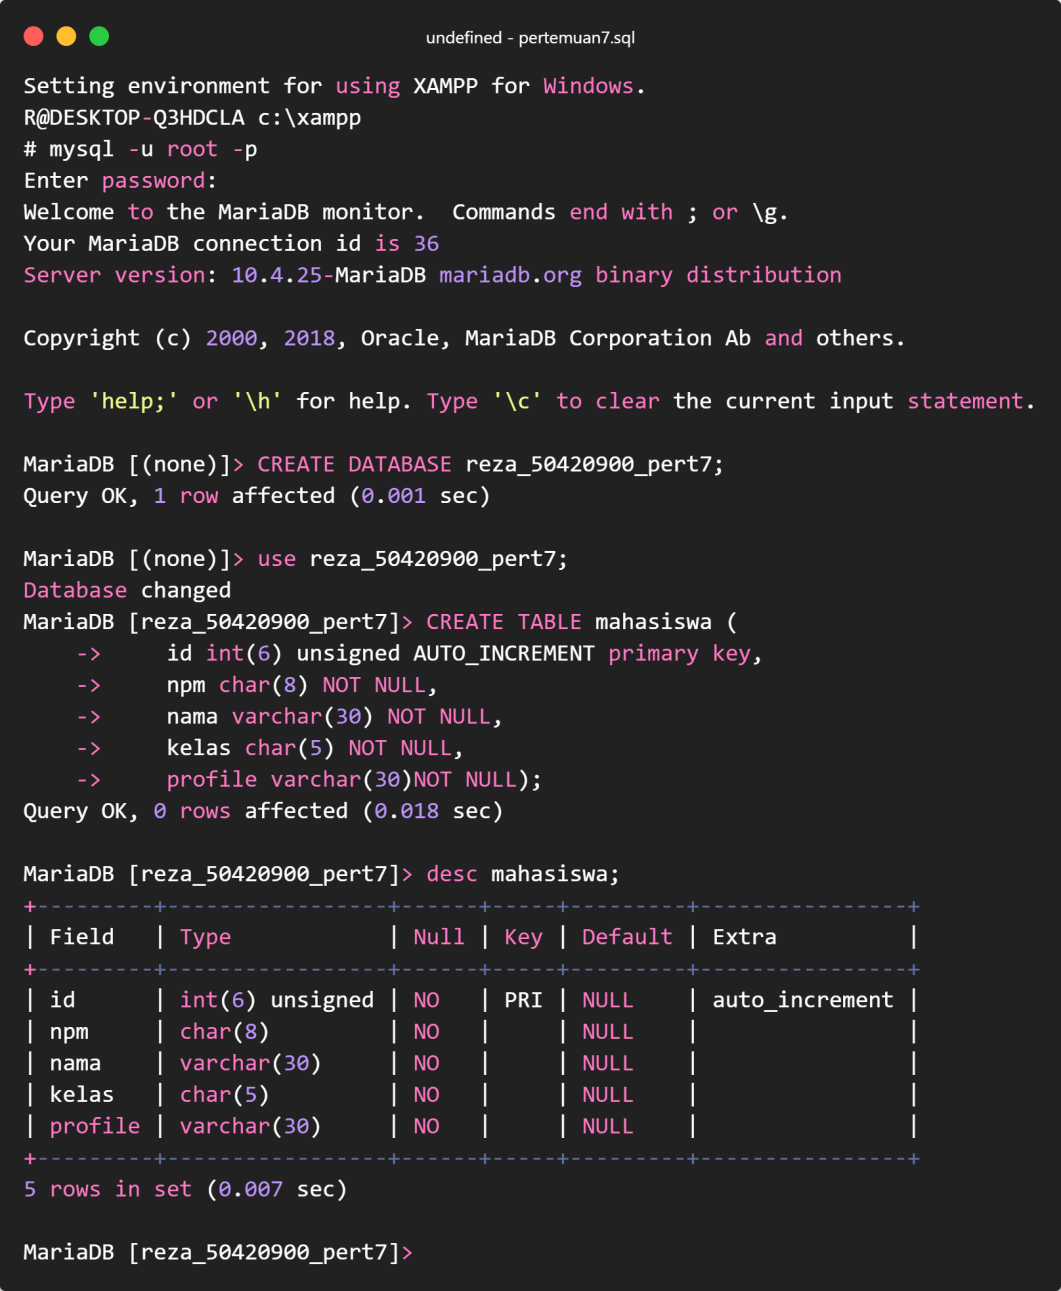 undefined - pertemuan7.sql
Setting environment for using XAMPP for Windows.
R@DESKTOP-Q3HDCLA c:\xampp
# mysql -u root -p
Enter password:
Welcome to the MariaDB monitor.  Commands end with ; or \g.
Your MariaDB connection id is 36
Server version: 10.4.25-MariaDB mariadb.org binary distribution

Copyright (c) 2000, 2018, Oracle, MariaDB Corporation Ab and others.

Type 'help;' or '\h' for help. Type '\c' to clear the current input statement.

MariaDB [(none)]> CREATE DATABASE reza_50420900_pert7;
Query OK, 1 row affected (0.001 sec)

MariaDB [(none)]> use reza_50420900_pert7;
Database changed
MariaDB [reza_50420900_pert7]> CREATE TABLE mahasiswa (
    ->     id int(6) unsigned AUTO_INCREMENT primary key,
    ->     npm char(8) NOT NULL,
    ->     nama varchar(30) NOT NULL,
    ->     kelas char(5) NOT NULL,
    ->     profile varchar(30)NOT NULL);
Query OK, 0 rows affected (0.018 sec)

MariaDB [reza_50420900_pert7]> desc mahasiswa;
+---------+-----------------+------+-----+---------+----------------+
| Field   | Type            | Null | Key | Default | Extra          |
+---------+-----------------+------+-----+---------+----------------+
| id      | int(6) unsigned | NO   | PRI | NULL    | auto_increment |
| npm     | char(8)         | NO   |     | NULL    |                |
| nama    | varchar(30)     | NO   |     | NULL    |                |
| kelas   | char(5)         | NO   |     | NULL    |                |
| profile | varchar(30)     | NO   |     | NULL    |                |
+---------+-----------------+------+-----+---------+----------------+
5 rows in set (0.007 sec)

MariaDB [reza_50420900_pert7]>